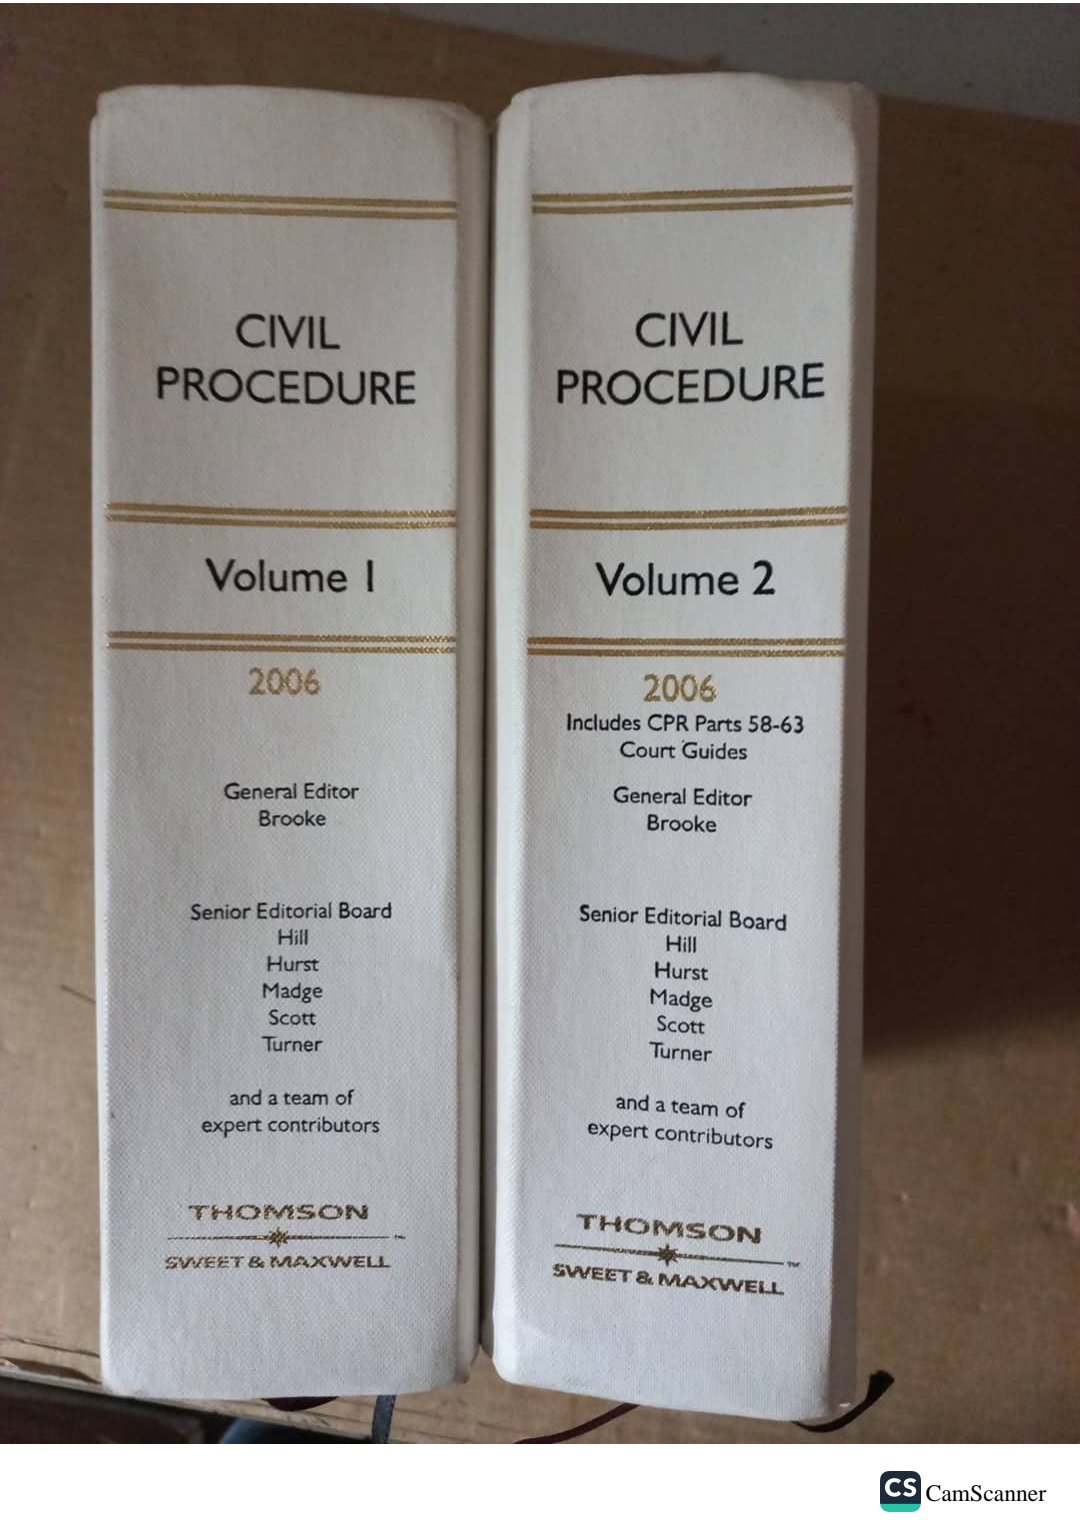 CIVIL
PROCEDURE
Volume 1
2006
General Editor
Brooke
Senior Editorial Board
Hill
Hurst
Madge
Scott
Turner
and a team of
expert contributors
THOMSON
™
SWEET & MAXWELL
CIVIL
PROCEDURE
Volume 2
2006
Includes CPR Parts 58-63
Court Guides
General Editor
Brooke
Senior Editorial Board
Hill
Hurst
Madge
Scott
Turner
and a team of
expert contributors
THOMSON
™
SWEET & MAXWELL
CS CamScanner